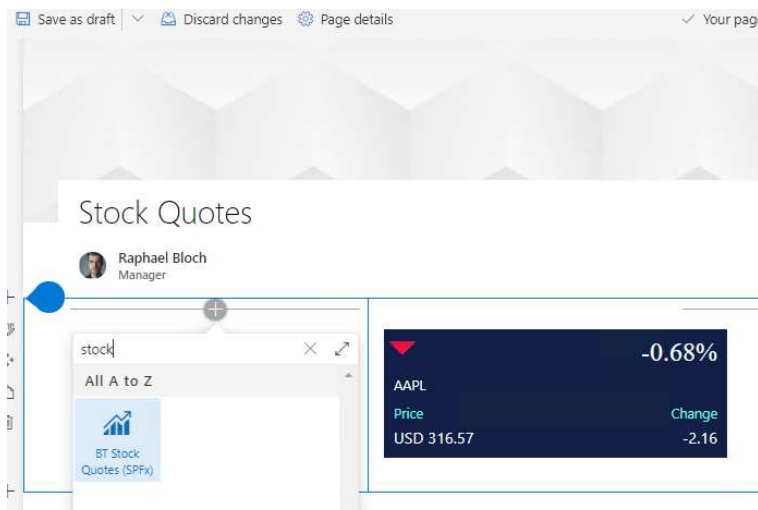 Save as draft Discard changes Page details Your page
Stock Quotes
Raphael Bloch
Manager
stock
All A to Z
BT Stock
Quotes (SPFx)
-0.68%
AAPL
Price Change
USD 316.57 -2.16